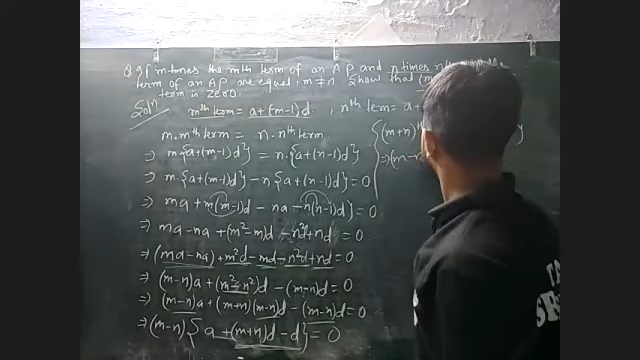 Q If m times the mth term of an AP and n times
term of an AP are equal, m ≠ n Show that (m
term is zero.
Solⁿ mᵗʰ term = a+(m-1)d , nᵗʰ term = a+
m·mᵗʰ term = n·nᵗʰ term
⇒ m·{a+(m-1)d} = n·{a+(n-1)d}
⇒ m·{a+(m-1)d} - n{a+(n-1)d} = 0
⇒ ma + m(m-1)d - na - n(n-1)d} = 0
⇒ ma - na + (m²-m)d - n²d + nd = 0
⇒ (ma - na) + m²d - md - n²d + nd = 0
⇒ (m-n)a + (m²-n²)d - (m-n)d = 0
⇒ (m-n)a + (m+n)(m-n)d - (m-n)d = 0
⇒ (m-n){a + (m+n)d - d} = 0
{(m+n)ᵗʰ
⇒ (m-